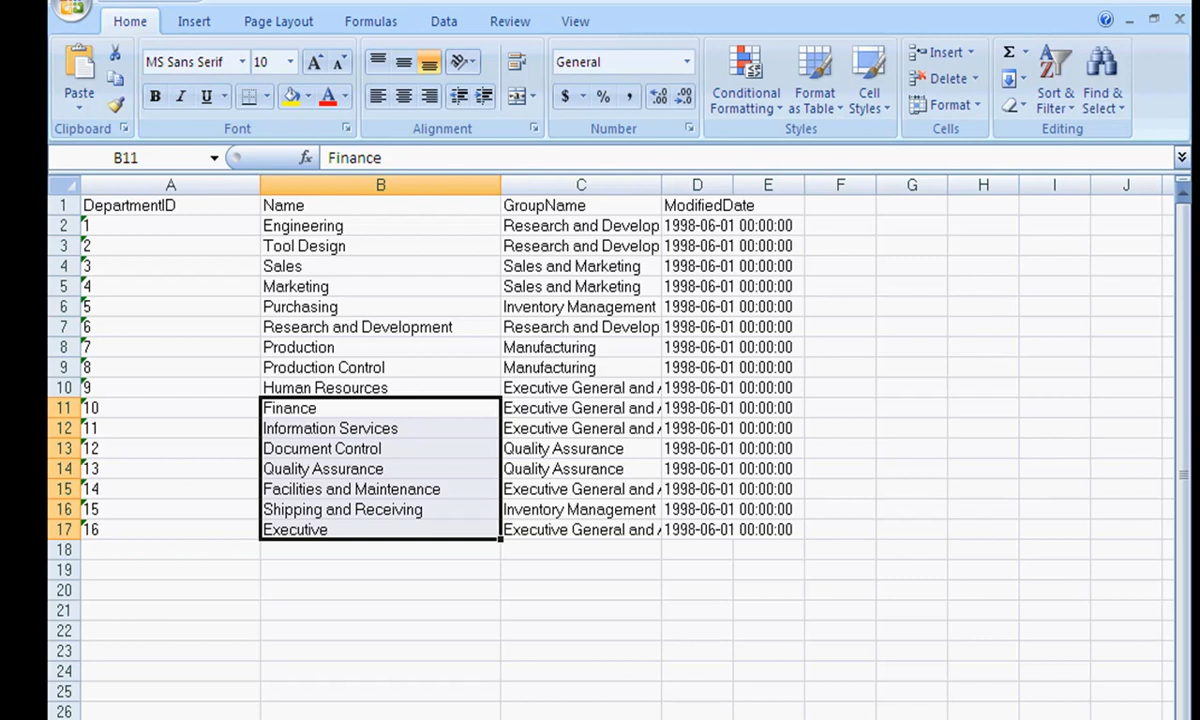 Home Insert Page Layout Formulas Data Review View
MS Sans Serif 10 General
Insert
Paste
Delete
B I U A $ % ,
Conditional Formatting Format as Table Cell Styles
Format
Sort & Filter Find & Select
Clipboard Font Alignment Number Styles Cells Editing
B11 fx Finance
A B C D E F G H I J
1 DepartmentID Name GroupName ModifiedDate
2 1 Engineering Research and Develop 1998-06-01 00:00:00
3 2 Tool Design Research and Develop 1998-06-01 00:00:00
4 3 Sales Sales and Marketing 1998-06-01 00:00:00
5 4 Marketing Sales and Marketing 1998-06-01 00:00:00
6 5 Purchasing Inventory Management 1998-06-01 00:00:00
7 6 Research and Development Research and Develop 1998-06-01 00:00:00
8 7 Production Manufacturing 1998-06-01 00:00:00
9 8 Production Control Manufacturing 1998-06-01 00:00:00
10 9 Human Resources Executive General and 1998-06-01 00:00:00
11 10 Finance Executive General and 1998-06-01 00:00:00
12 11 Information Services Executive General and 1998-06-01 00:00:00
13 12 Document Control Quality Assurance 1998-06-01 00:00:00
14 13 Quality Assurance Quality Assurance 1998-06-01 00:00:00
15 14 Facilities and Maintenance Executive General and 1998-06-01 00:00:00
16 15 Shipping and Receiving Inventory Management 1998-06-01 00:00:00
17 16 Executive Executive General and 1998-06-01 00:00:00
18
19
20
21
22
23
24
25
26